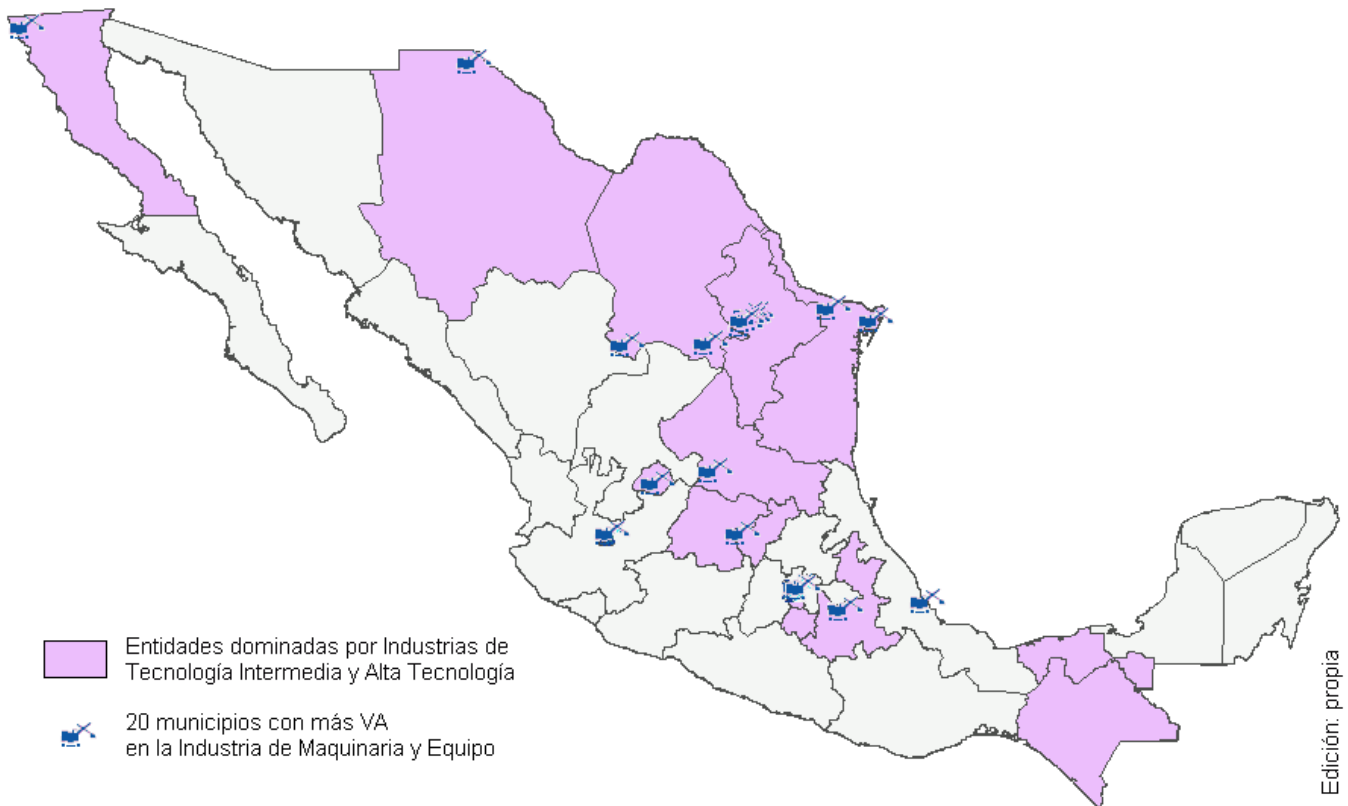 Entidades dominadas por Industrias de
Tecnología Intermedia y Alta Tecnología
20 municipios con más VA
en la Industria de Maquinaria y Equipo
Edición: propia